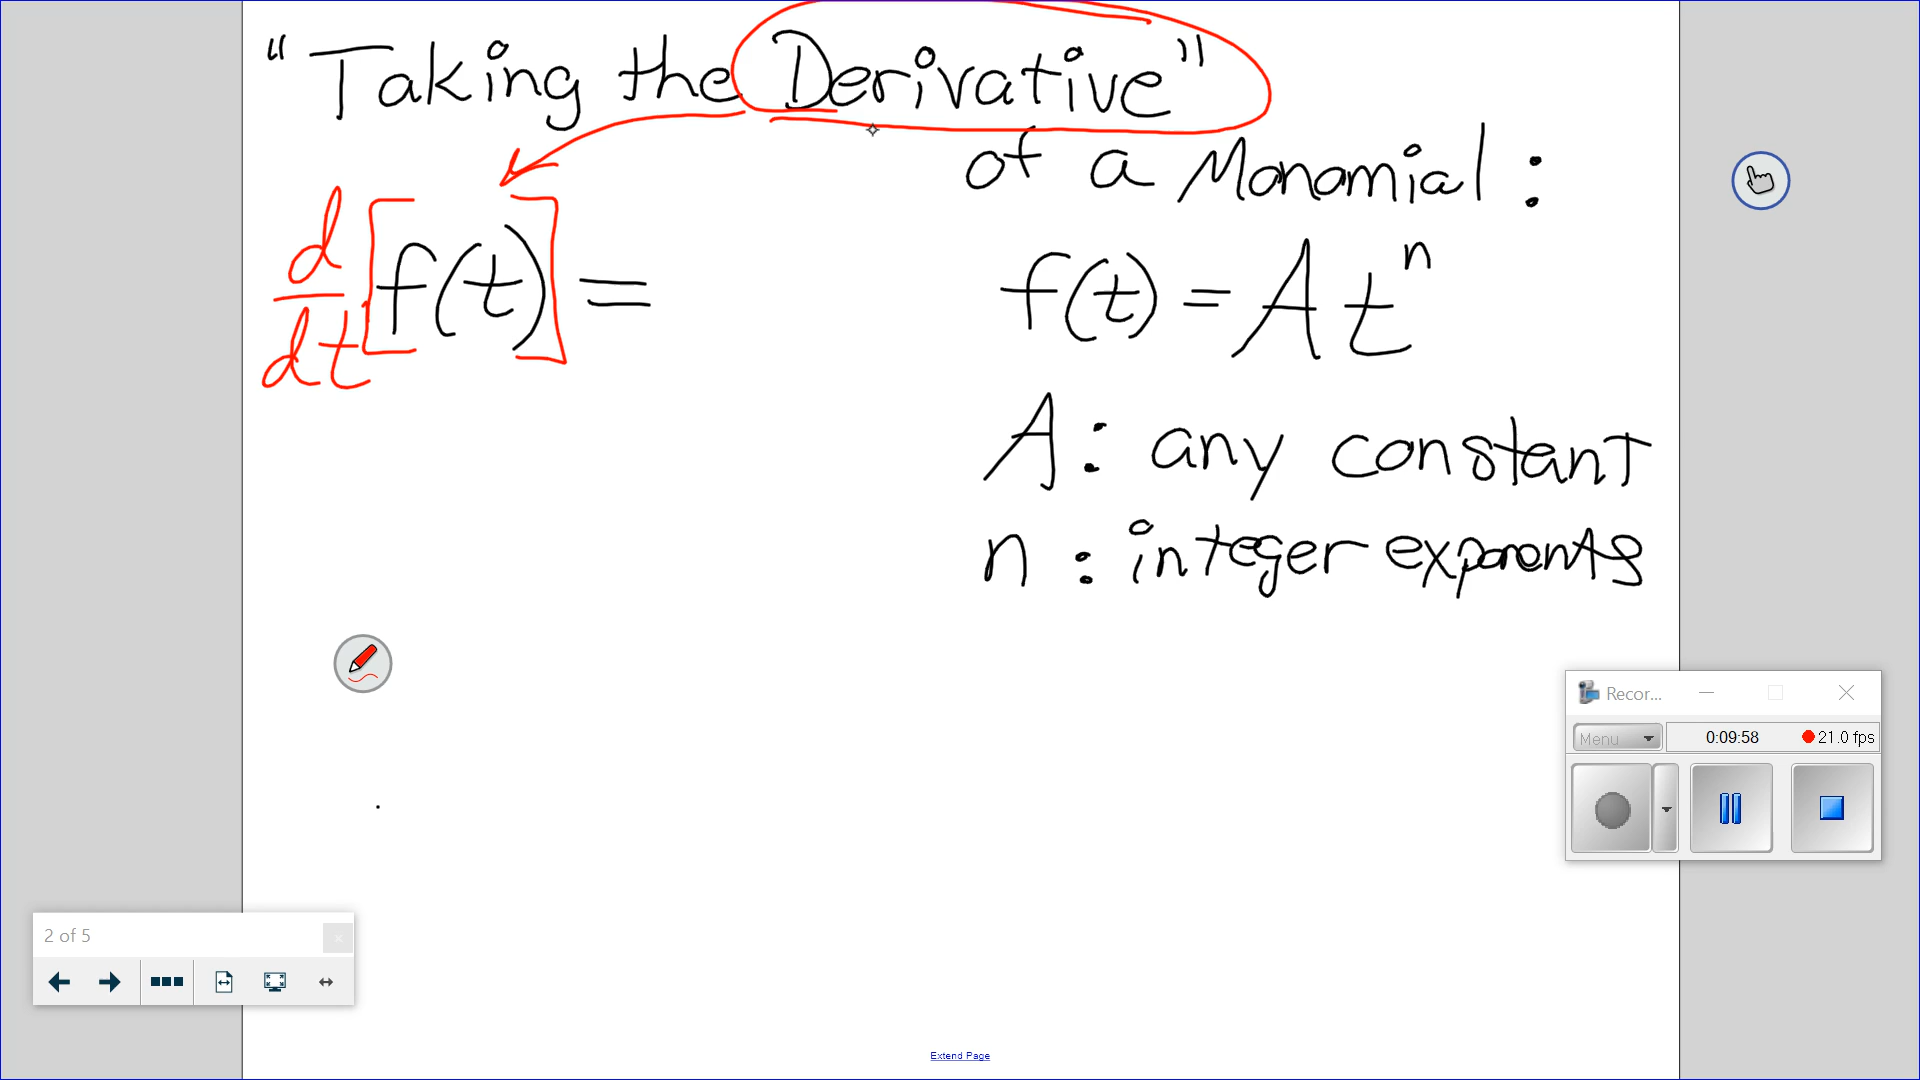 "Taking the Derivative"
of a Monomial:
d/dt [f(t)] =
f(t) = A t^n
A: any constant
n: integer exponents
Recor...
Menu
0:09:58
21.0 fps
2 of 5
Extend Page